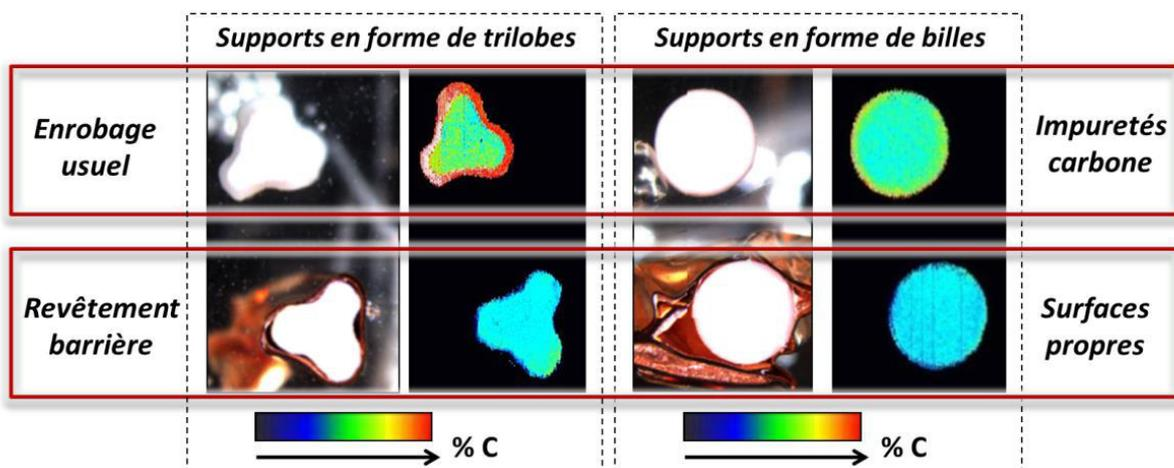 Supports en forme de trilobes
Supports en forme de billes
Enrobage
usuel
Impuretés
carbone
Revêtement
barrière
Surfaces
propres
% C
% C